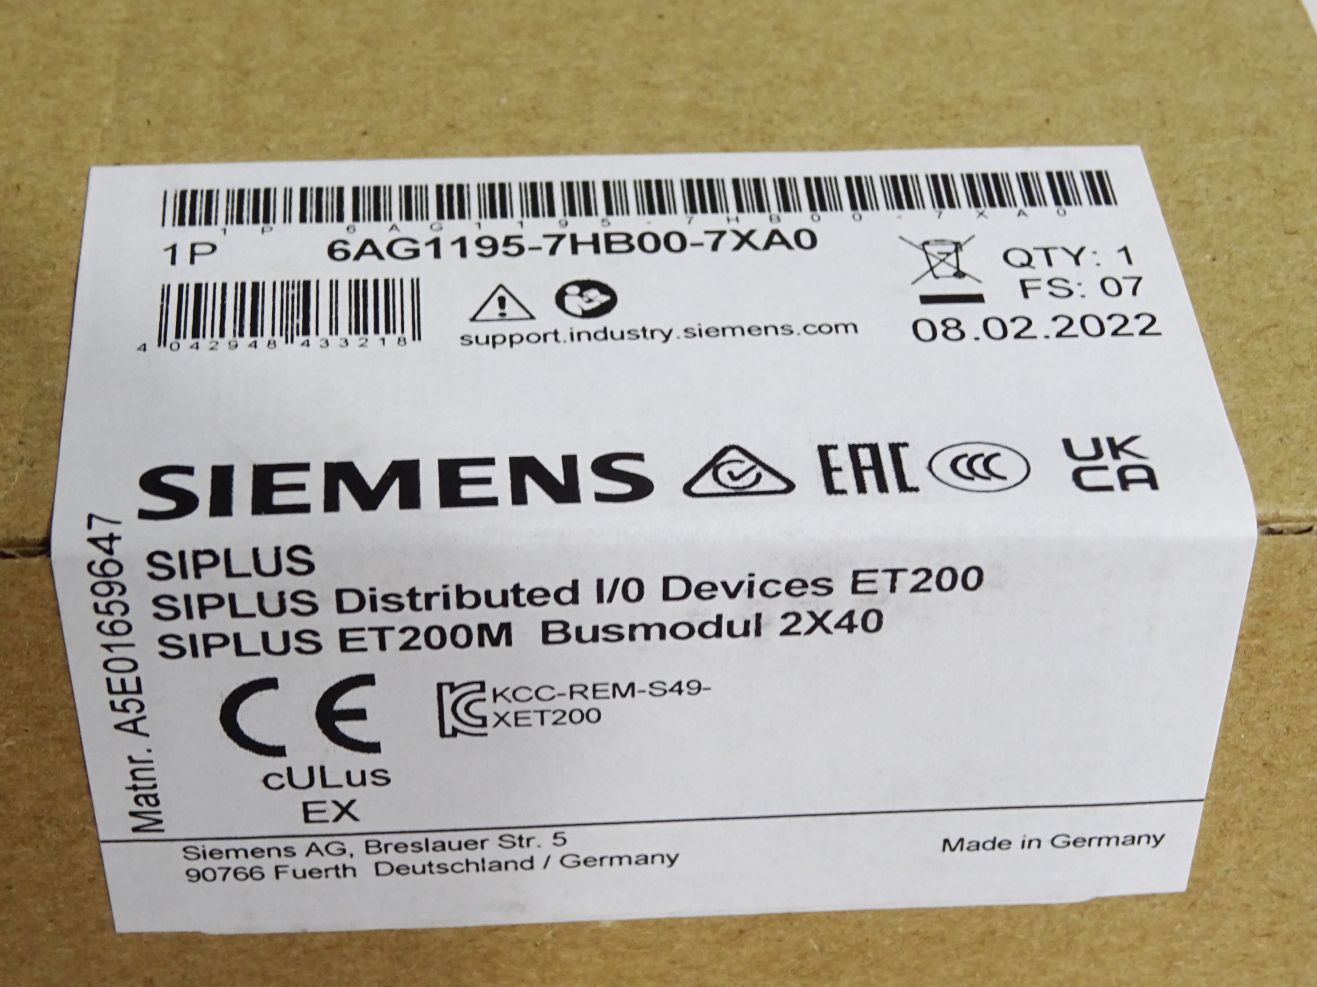 1P 6AG1195-7HB00-7XA0
1P 6AG1195-7HB00-7XA0
QTY: 1
FS: 07
08.02.2022
4 042948 433218
support.industry.siemens.com
SIEMENS
EAC
CCC
UK
CA
SIPLUS
SIPLUS Distributed I/0 Devices ET200
SIPLUS ET200M Busmodul 2X40
Matnr. A5E01659647
CE
KCC-REM-S49-
XET200
cULus
EX
Siemens AG, Breslauer Str. 5
90766 Fuerth Deutschland / Germany
Made in Germany